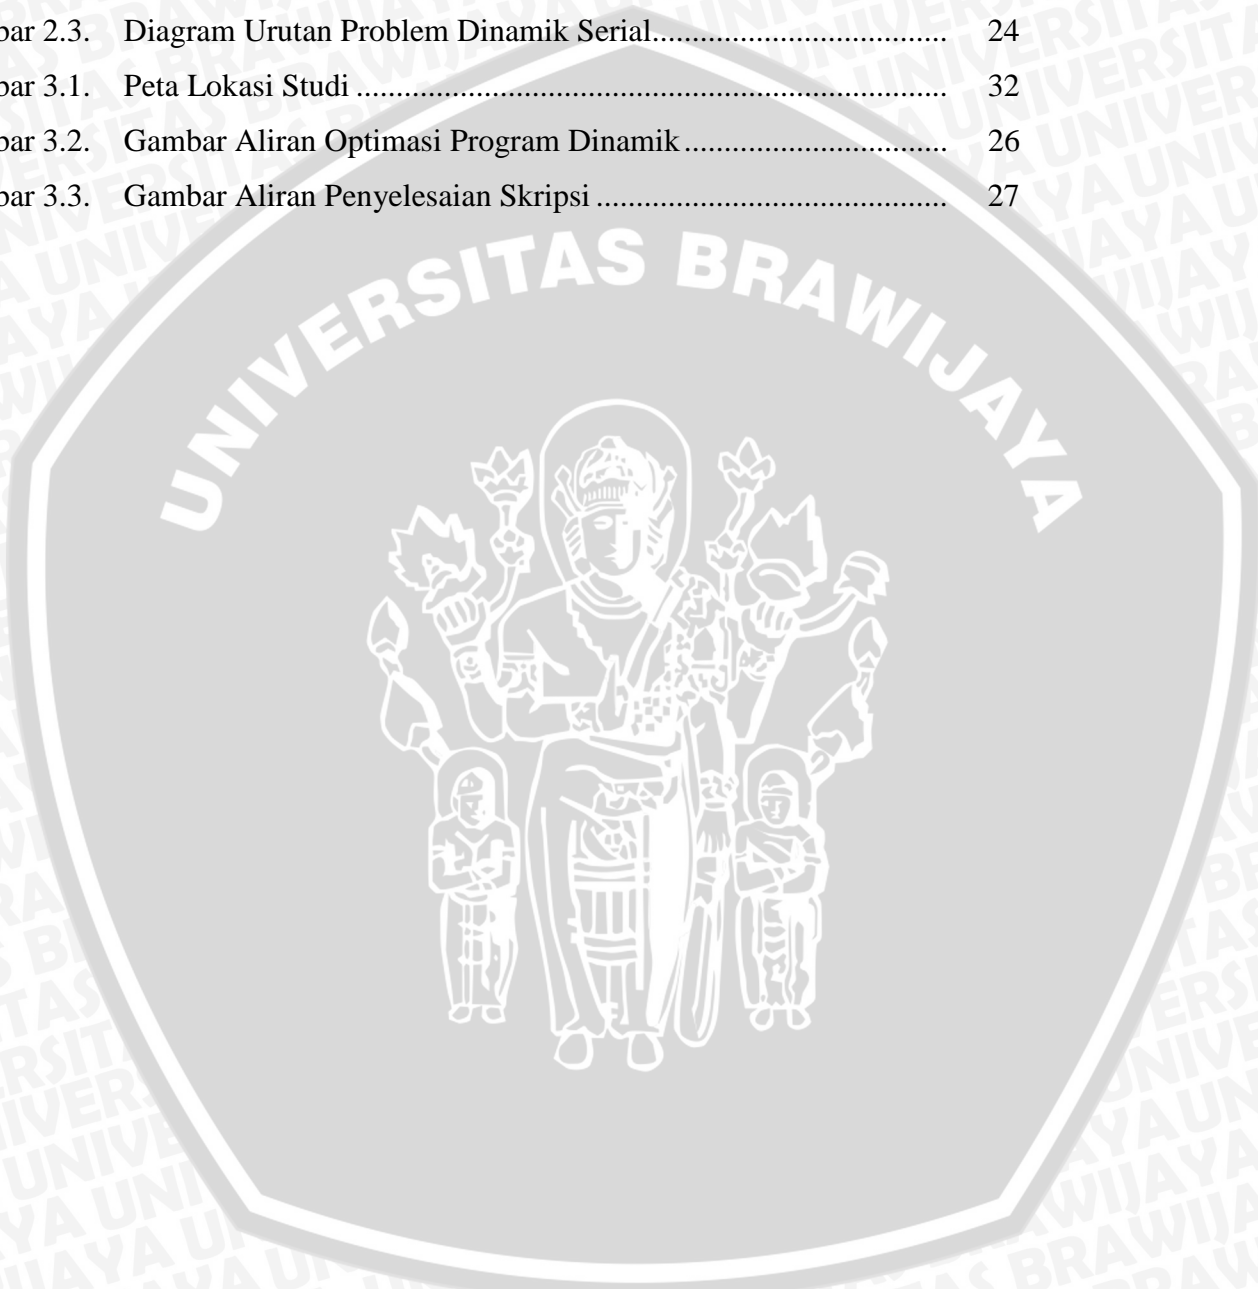 bar 2.3. Diagram Urutan Problem Dinamik Serial..................................... 24
bar 3.1. Peta Lokasi Studi ........................................................................... 32
bar 3.2. Gambar Aliran Optimasi Program Dinamik ................................. 26
bar 3.3. Gambar Aliran Penyelesaian Skripsi ............................................ 27
UNIVERSITAS BRAWIJAYA